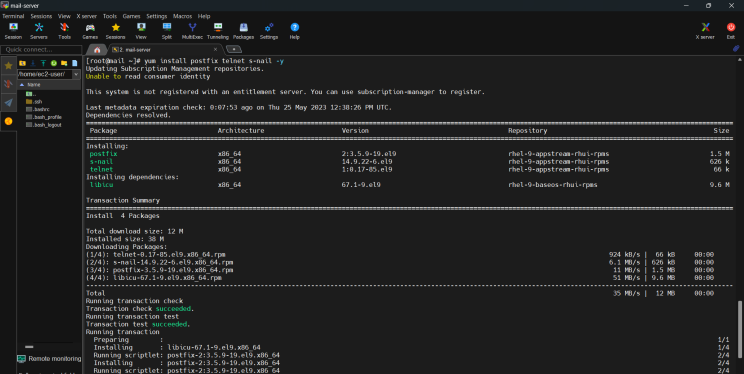 mail-server
Terminal Sessions View X server Tools Games Settings Macros Help
Session Servers Tools Games Sessions View Split MultiExec Tunneling Packages Settings Help X server Exit
Quick connect...
2. mail-server
/home/ec2-user/
Name
..
.ssh
.bashrc
.bash_profile
.bash_logout
Remote monitoring
[root@mail ~]# yum install postfix telnet s-nail -y
Updating Subscription Management repositories.
Unable to read consumer identity
This system is not registered with an entitlement server. You can use subscription-manager to register.
Last metadata expiration check: 0:07:53 ago on Thu 25 May 2023 12:38:26 PM UTC.
Dependencies resolved.
Package Architecture Version Repository Size
Installing:
postfix x86_64 2:3.5.9-19.el9 rhel-9-appstream-rhui-rpms 1.5 M
s-nail x86_64 14.9.22-6.el9 rhel-9-appstream-rhui-rpms 626 k
telnet x86_64 1:0.17-85.el9 rhel-9-appstream-rhui-rpms 66 k
Installing dependencies:
libicu x86_64 67.1-9.el9 rhel-9-baseos-rhui-rpms 9.6 M
Transaction Summary
Install 4 Packages
Total download size: 12 M
Installed size: 38 M
Downloading Packages:
(1/4): telnet-0.17-85.el9.x86_64.rpm 924 kB/s | 66 kB 00:00
(2/4): s-nail-14.9.22-6.el9.x86_64.rpm 6.1 MB/s | 626 kB 00:00
(3/4): postfix-3.5.9-19.el9.x86_64.rpm 11 MB/s | 1.5 MB 00:00
(4/4): libicu-67.1-9.el9.x86_64.rpm 51 MB/s | 9.6 MB 00:00
Total 35 MB/s | 12 MB 00:00
Running transaction check
Transaction check succeeded.
Running transaction test
Transaction test succeeded.
Running transaction
Preparing : 1/1
Installing : libicu-67.1-9.el9.x86_64 1/4
Running scriptlet: postfix-2:3.5.9-19.el9.x86_64 2/4
Installing : postfix-2:3.5.9-19.el9.x86_64 2/4
Running scriptlet: postfix-2:3.5.9-19.el9.x86_64 2/4